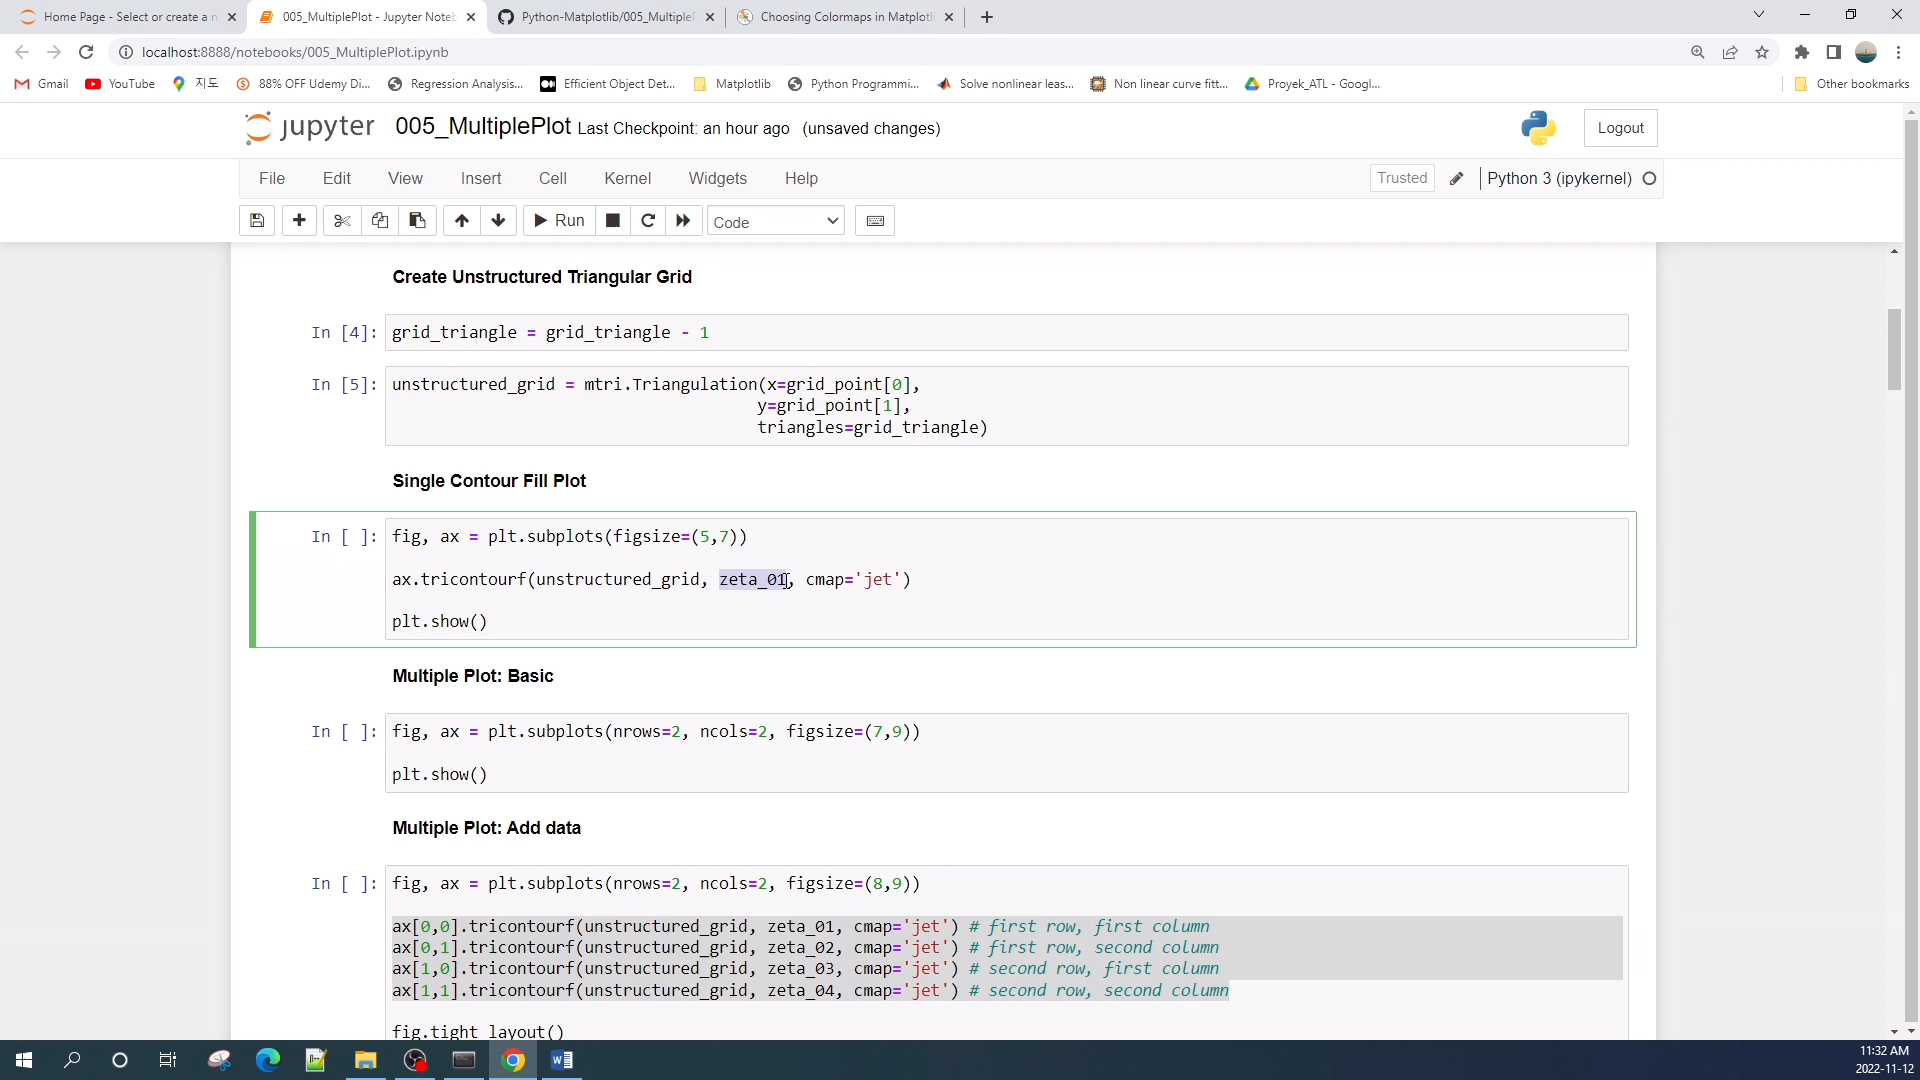 Home Page - Select or create a n
005_MultiplePlot - Jupyter Noteb
Python-Matplotlib/005_MultipleP
Choosing Colormaps in Matplotli
localhost:8888/notebooks/005_MultiplePlot.ipynb
Gmail YouTube 지도 88% OFF Udemy Di... Regression Analysis... Efficient Object Det... Matplotlib Python Programmi... Solve nonlinear leas... Non linear curve fitt... Proyek_ATL - Googl... Other bookmarks
jupyter 005_MultiplePlot Last Checkpoint: an hour ago (unsaved changes) Logout
File Edit View Insert Cell Kernel Widgets Help Trusted Python 3 (ipykernel)
Run Code
Create Unstructured Triangular Grid
In [4]: grid_triangle = grid_triangle - 1
In [5]: unstructured_grid = mtri.Triangulation(x=grid_point[0],
y=grid_point[1],
triangles=grid_triangle)
Single Contour Fill Plot
In [ ]: fig, ax = plt.subplots(figsize=(5,7))
ax.tricontourf(unstructured_grid, zeta_01, cmap='jet')
plt.show()
Multiple Plot: Basic
In [ ]: fig, ax = plt.subplots(nrows=2, ncols=2, figsize=(7,9))
plt.show()
Multiple Plot: Add data
In [ ]: fig, ax = plt.subplots(nrows=2, ncols=2, figsize=(8,9))
ax[0,0].tricontourf(unstructured_grid, zeta_01, cmap='jet') # first row, first column
ax[0,1].tricontourf(unstructured_grid, zeta_02, cmap='jet') # first row, second column
ax[1,0].tricontourf(unstructured_grid, zeta_03, cmap='jet') # second row, first column
ax[1,1].tricontourf(unstructured_grid, zeta_04, cmap='jet') # second row, second column
fig.tight_layout()
11:32 AM
2022-11-12